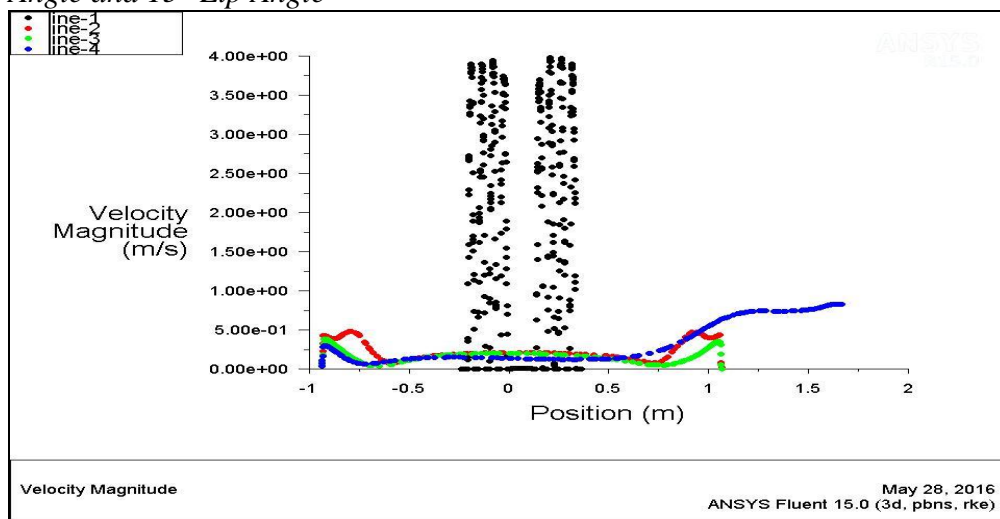 Angle and 15° Lip Angle
line-1
line-2
line-3
line-4
ANSYS
4.00e+00
3.50e+00
3.00e+00
2.50e+00
2.00e+00
1.50e+00
1.00e+00
5.00e-01
0.00e+00
Velocity
Magnitude
(m/s)
-1 -0.5 0 0.5 1 1.5 2
Position (m)
Velocity Magnitude
May 28, 2016
ANSYS Fluent 15.0 (3d, pbns, rke)